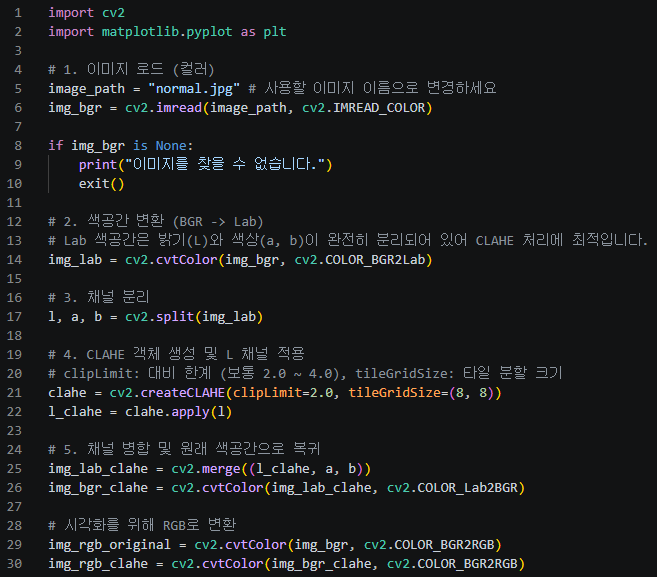 1 import cv2
2 import matplotlib.pyplot as plt
3
4 # 1. 이미지 로드 (컬러)
5 image_path = "normal.jpg" # 사용할 이미지 이름으로 변경하세요
6 img_bgr = cv2.imread(image_path, cv2.IMREAD_COLOR)
7
8 if img_bgr is None:
9     print("이미지를 찾을 수 없습니다.")
10     exit()
11
12 # 2. 색공간 변환 (BGR -> Lab)
13 # Lab 색공간은 밝기(L)와 색상(a, b)이 완전히 분리되어 있어 CLAHE 처리에 최적입니다.
14 img_lab = cv2.cvtColor(img_bgr, cv2.COLOR_BGR2Lab)
15
16 # 3. 채널 분리
17 l, a, b = cv2.split(img_lab)
18
19 # 4. CLAHE 객체 생성 및 L 채널 적용
20 # clipLimit: 대비 한계 (보통 2.0 ~ 4.0), tileGridSize: 타일 분할 크기
21 clahe = cv2.createCLAHE(clipLimit=2.0, tileGridSize=(8, 8))
22 l_clahe = clahe.apply(l)
23
24 # 5. 채널 병합 및 원래 색공간으로 복귀
25 img_lab_clahe = cv2.merge((l_clahe, a, b))
26 img_bgr_clahe = cv2.cvtColor(img_lab_clahe, cv2.COLOR_Lab2BGR)
27
28 # 시각화를 위해 RGB로 변환
29 img_rgb_original = cv2.cvtColor(img_bgr, cv2.COLOR_BGR2RGB)
30 img_rgb_clahe = cv2.cvtColor(img_bgr_clahe, cv2.COLOR_BGR2RGB)